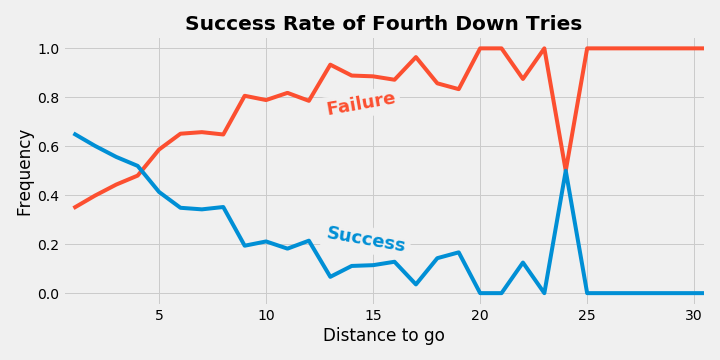 Success Rate of Fourth Down Tries
1.0
0.8
0.6
0.4
0.2
0.0
Frequency
Failure
Success
5 10 15 20 25 30
Distance to go